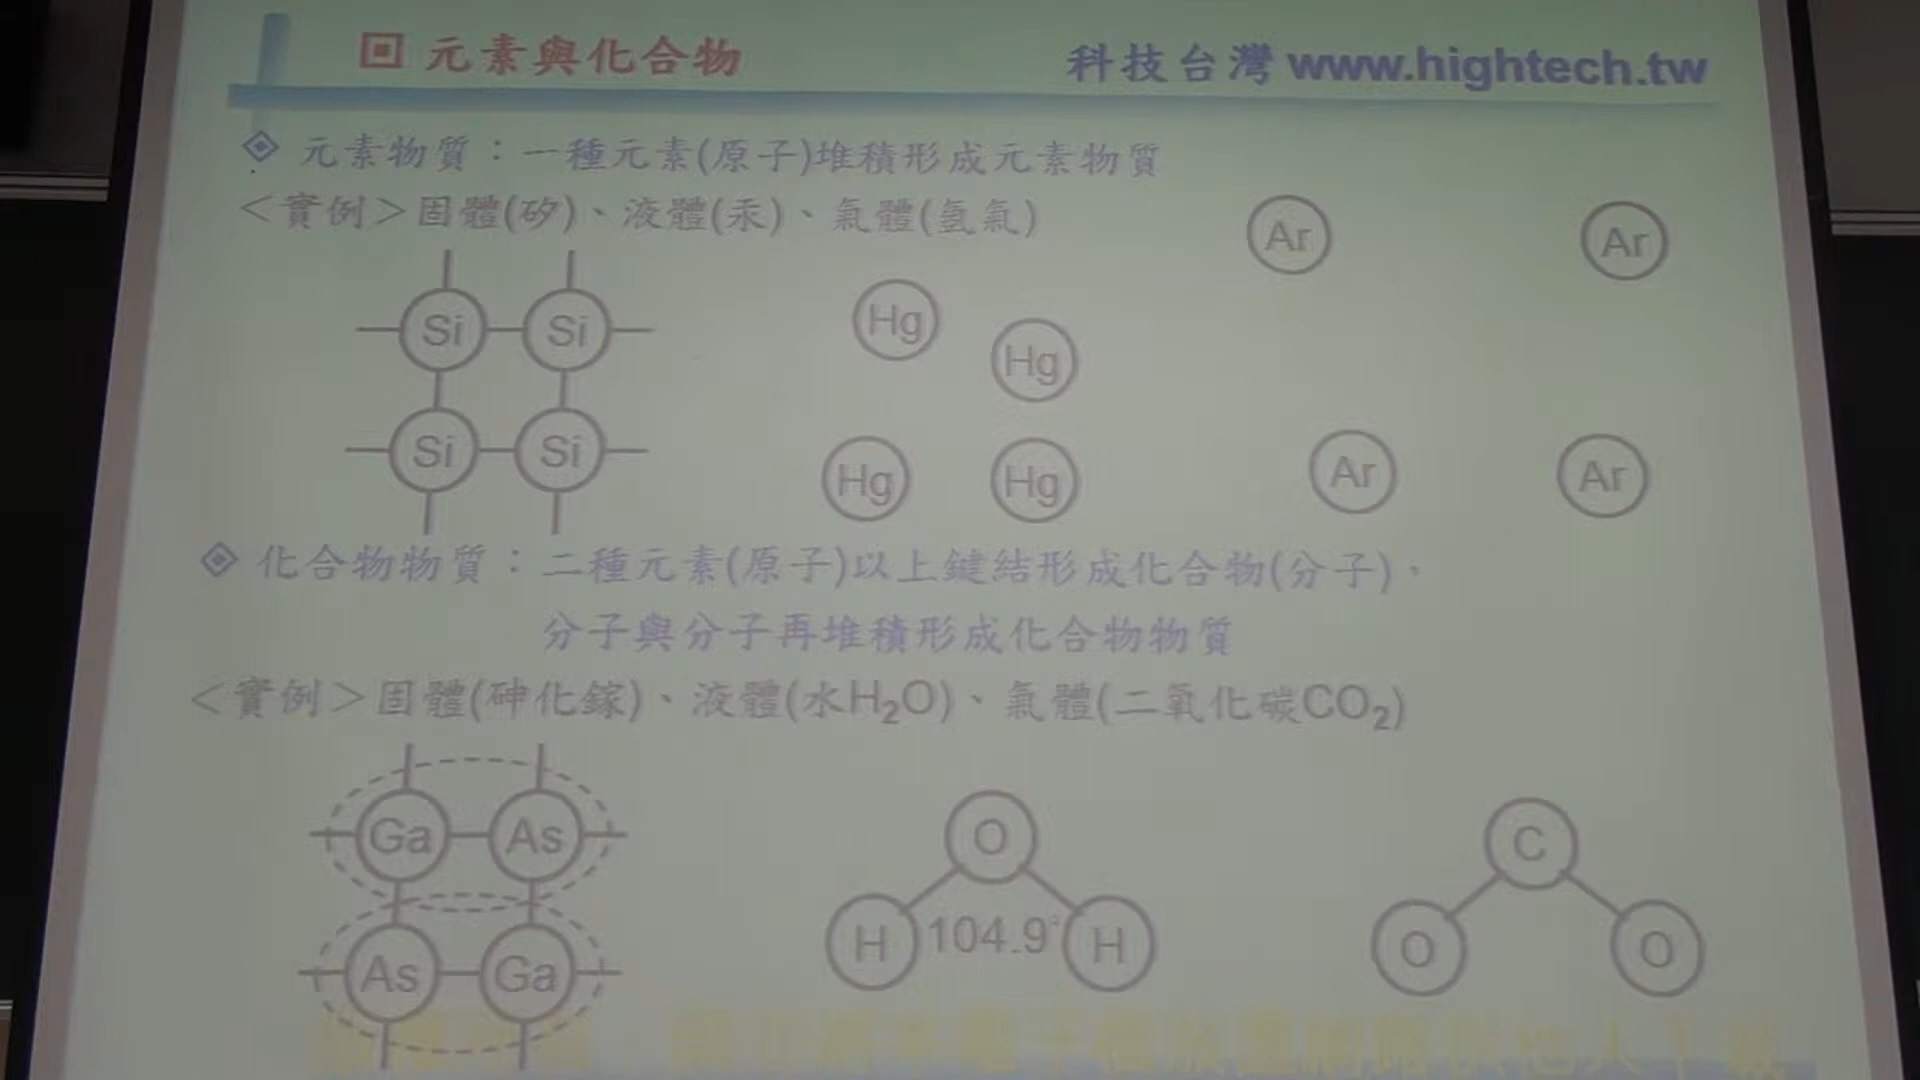 元素與化合物
科技台灣 www.hightech.tw
元素物質：一種元素(原子)堆積形成元素物質
＜實例＞固體(矽)、液體(汞)、氣體(氬氣)
Ar Ar
Si Si Hg Hg
Si Si Hg Hg Ar Ar
化合物物質：二種元素(原子)以上鍵結形成化合物(分子)，
分子與分子再堆積形成化合物物質
＜實例＞固體(砷化鎵)、液體(水H₂O)、氣體(二氧化碳CO₂)
Ga As O C
H 104.9° H O O
As Ga